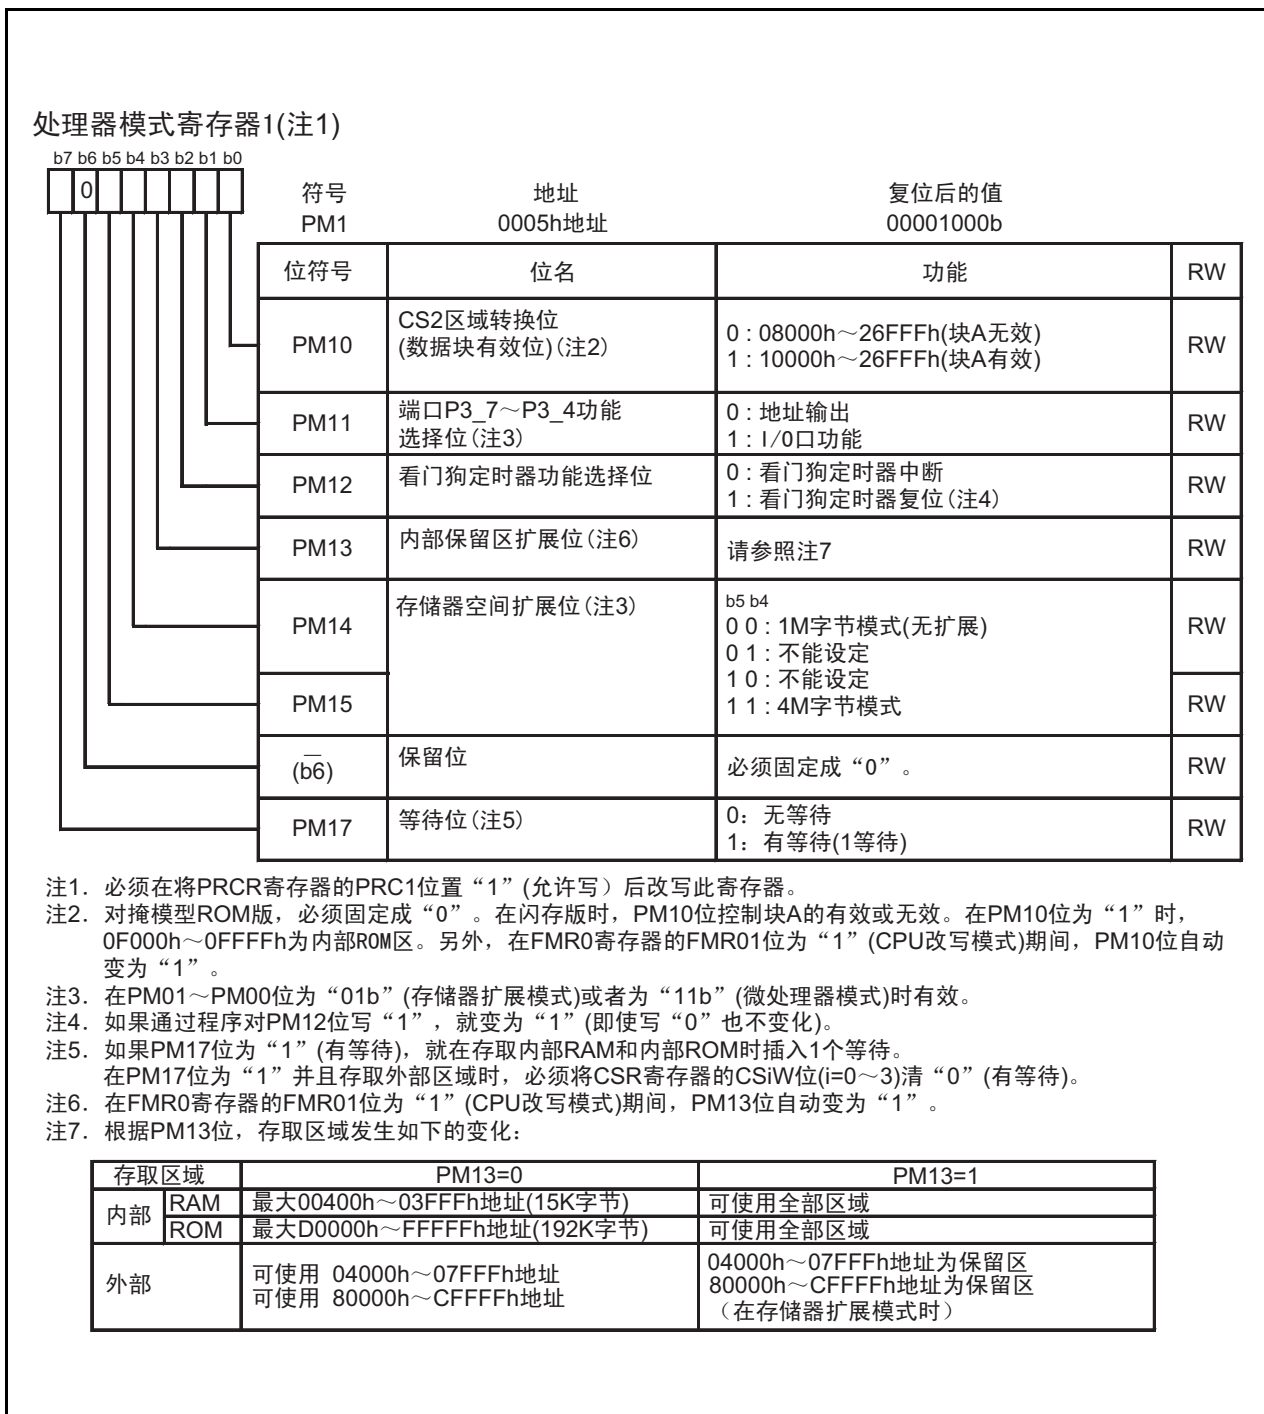 处理器模式寄存器1(注1)
b7 b6 b5 b4 b3 b2 b1 b0
0
符号 地址 复位后的值
PM1 0005h地址 00001000b
位符号 位名 功能 RW
PM10 CS2区域转换位 (数据块有效位)(注2) 0 : 08000h～26FFFh(块A无效) RW
1 : 10000h～26FFFh(块A有效)
PM11 端口P3_7～P3_4功能 选择位(注3) 0 : 地址输出 RW
1 : I/0口功能
PM12 看门狗定时器功能选择位 0 : 看门狗定时器中断 RW
1 : 看门狗定时器复位(注4)
PM13 内部保留区扩展位(注6) 请参照注7 RW
PM14 存储器空间扩展位(注3) b5 b4 RW
0 0 : 1M字节模式(无扩展)
0 1 : 不能设定
1 0 : 不能设定
PM15 1 1 : 4M字节模式 RW
—
(b6) 保留位 必须固定成“0”。 RW
PM17 等待位(注5) 0：无等待 RW
1：有等待(1等待)
注1. 必须在将PRCR寄存器的PRC1位置“1”(允许写）后改写此寄存器。
注2. 对掩模型ROM版，必须固定成“0”。在闪存版时，PM10位控制块A的有效或无效。在PM10位为“1”时，
0F000h～0FFFFh为内部ROM区。另外，在FMR0寄存器的FMR01位为“1”(CPU改写模式)期间，PM10位自动
变为“1”。
注3. 在PM01～PM00位为“01b”(存储器扩展模式)或者为“11b”(微处理器模式)时有效。
注4. 如果通过程序对PM12位写“1”，就变为“1”(即使写“0”也不变化)。
注5. 如果PM17位为“1”(有等待)，就在存取内部RAM和内部ROM时插入1个等待。
在PM17位为“1”并且存取外部区域时，必须将CSR寄存器的CSiW位(i=0～3)清“0”(有等待)。
注6. 在FMR0寄存器的FMR01位为“1”(CPU改写模式)期间，PM13位自动变为“1”。
注7. 根据PM13位，存取区域发生如下的变化：
存取区域 PM13=0 PM13=1
内部 RAM 最大00400h～03FFFh地址(15K字节) 可使用全部区域
ROM 最大D0000h～FFFFFh地址(192K字节) 可使用全部区域
外部 可使用 04000h～07FFFh地址 04000h～07FFFh地址为保留区
可使用 80000h～CFFFFh地址 80000h～CFFFFh地址为保留区
（在存储器扩展模式时）